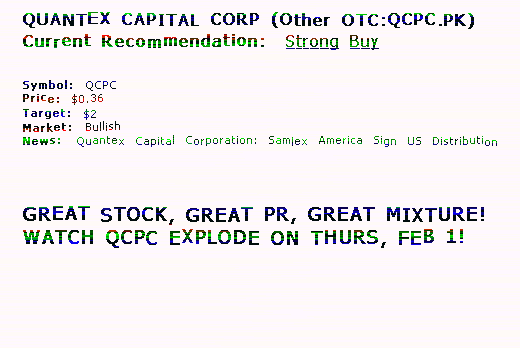 QUANTEX CAPITAL CORP (Other OTC:QCPC.PK)
Current Recommendation: Strong Buy
Symbol: QCPC
Price: $0.36
Target: $2
Market: Bullish
News: Quantex Capital Corporation: Samjex America Sign US Distribution
GREAT STOCK, GREAT PR, GREAT MIXTURE!
WATCH QCPC EXPLODE ON THURS, FEB 1!